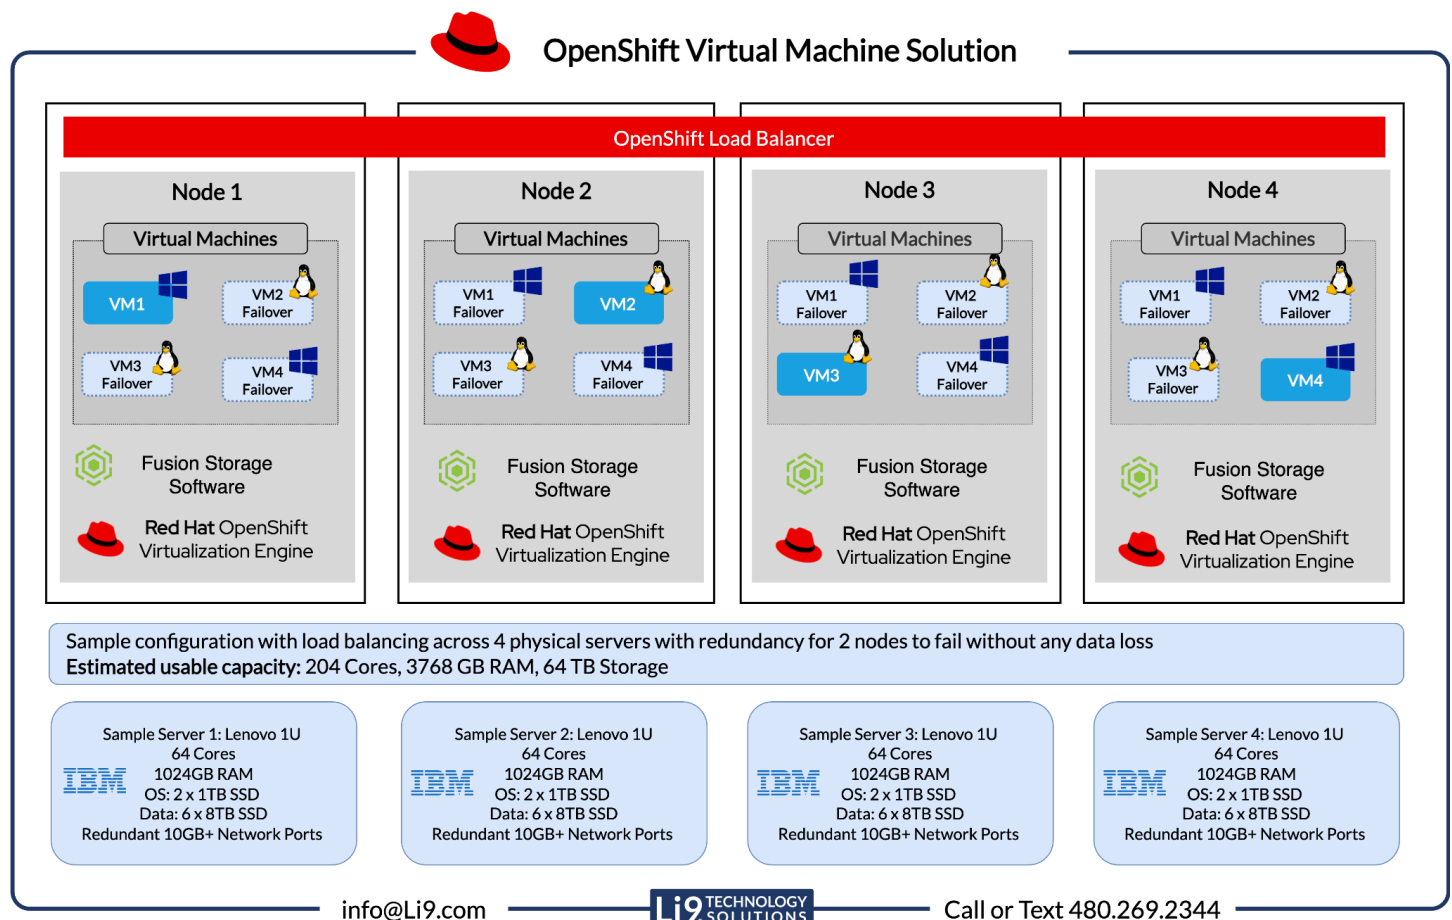 OpenShift Virtual Machine Solution
OpenShift Load Balancer
Node 1
Virtual Machines
VM1
VM2
Failover
VM3
Failover
VM4
Failover
Fusion Storage
Software
Red Hat OpenShift
Virtualization Engine
Node 2
Virtual Machines
VM1
Failover
VM2
VM3
Failover
VM4
Failover
Fusion Storage
Software
Red Hat OpenShift
Virtualization Engine
Node 3
Virtual Machines
VM1
Failover
VM2
Failover
VM3
VM4
Failover
Fusion Storage
Software
Red Hat OpenShift
Virtualization Engine
Node 4
Virtual Machines
VM1
Failover
VM2
Failover
VM3
Failover
VM4
Fusion Storage
Software
Red Hat OpenShift
Virtualization Engine
Sample configuration with load balancing across 4 physical servers with redundancy for 2 nodes to fail without any data loss
Estimated usable capacity: 204 Cores, 3768 GB RAM, 64 TB Storage
IBM
Sample Server 1: Lenovo 1U
64 Cores
1024GB RAM
OS: 2 x 1TB SSD
Data: 6 x 8TB SSD
Redundant 10GB+ Network Ports
IBM
Sample Server 2: Lenovo 1U
64 Cores
1024GB RAM
OS: 2 x 1TB SSD
Data: 6 x 8TB SSD
Redundant 10GB+ Network Ports
IBM
Sample Server 3: Lenovo 1U
64 Cores
1024GB RAM
OS: 2 x 1TB SSD
Data: 6 x 8TB SSD
Redundant 10GB+ Network Ports
IBM
Sample Server 4: Lenovo 1U
64 Cores
1024GB RAM
OS: 2 x 1TB SSD
Data: 6 x 8TB SSD
Redundant 10GB+ Network Ports
info@Li9.com
Li9 TECHNOLOGY
SOLUTIONS
Call or Text 480.269.2344